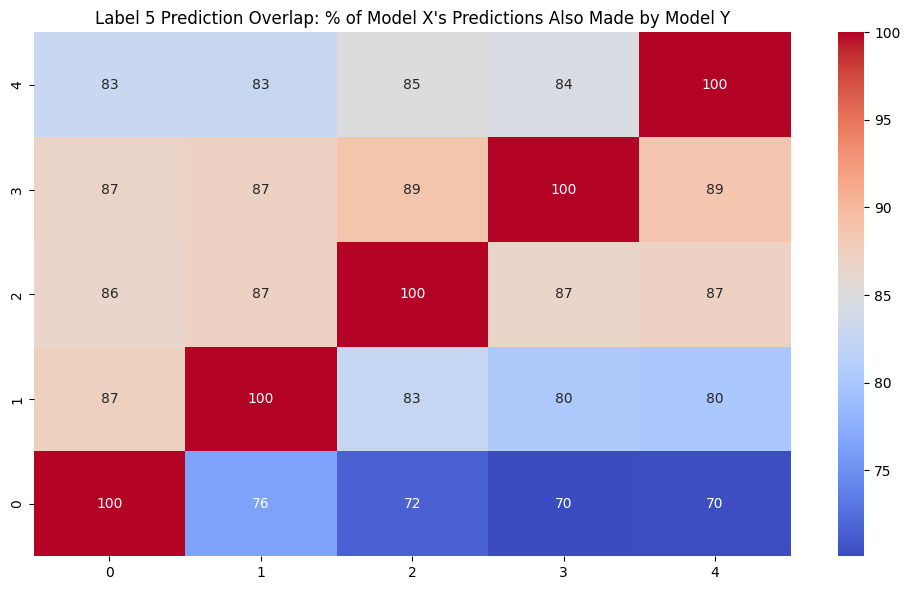 Label 5 Prediction Overlap: % of Model X's Predictions Also Made by Model Y
4 83 83 85 84 100
3 87 87 89 100 89
2 86 87 100 87 87
1 87 100 83 80 80
0 100 76 72 70 70
0 1 2 3 4
100
95
90
85
80
75